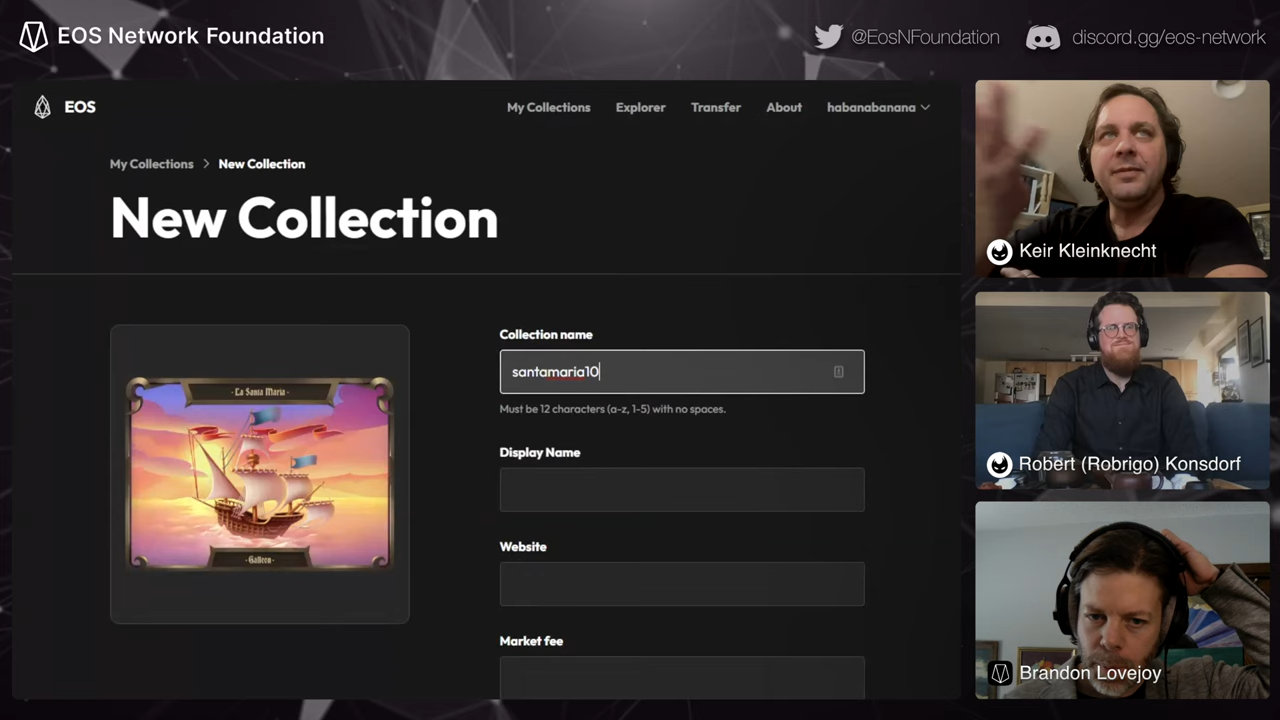 EOS Network Foundation
@EosNFoundation
discord.gg/eos-network
EOS
My Collections
Explorer
Transfer
About
habanabanana
My Collections > New Collection
New Collection
· La Santa Maria ·
· Galleon ·
Collection name
santamaria10
Must be 12 characters (a-z, 1-5) with no spaces.
Display Name
Website
Market fee
Keir Kleinknecht
Robert (Robrigo) Konsdorf
Brandon Lovejoy